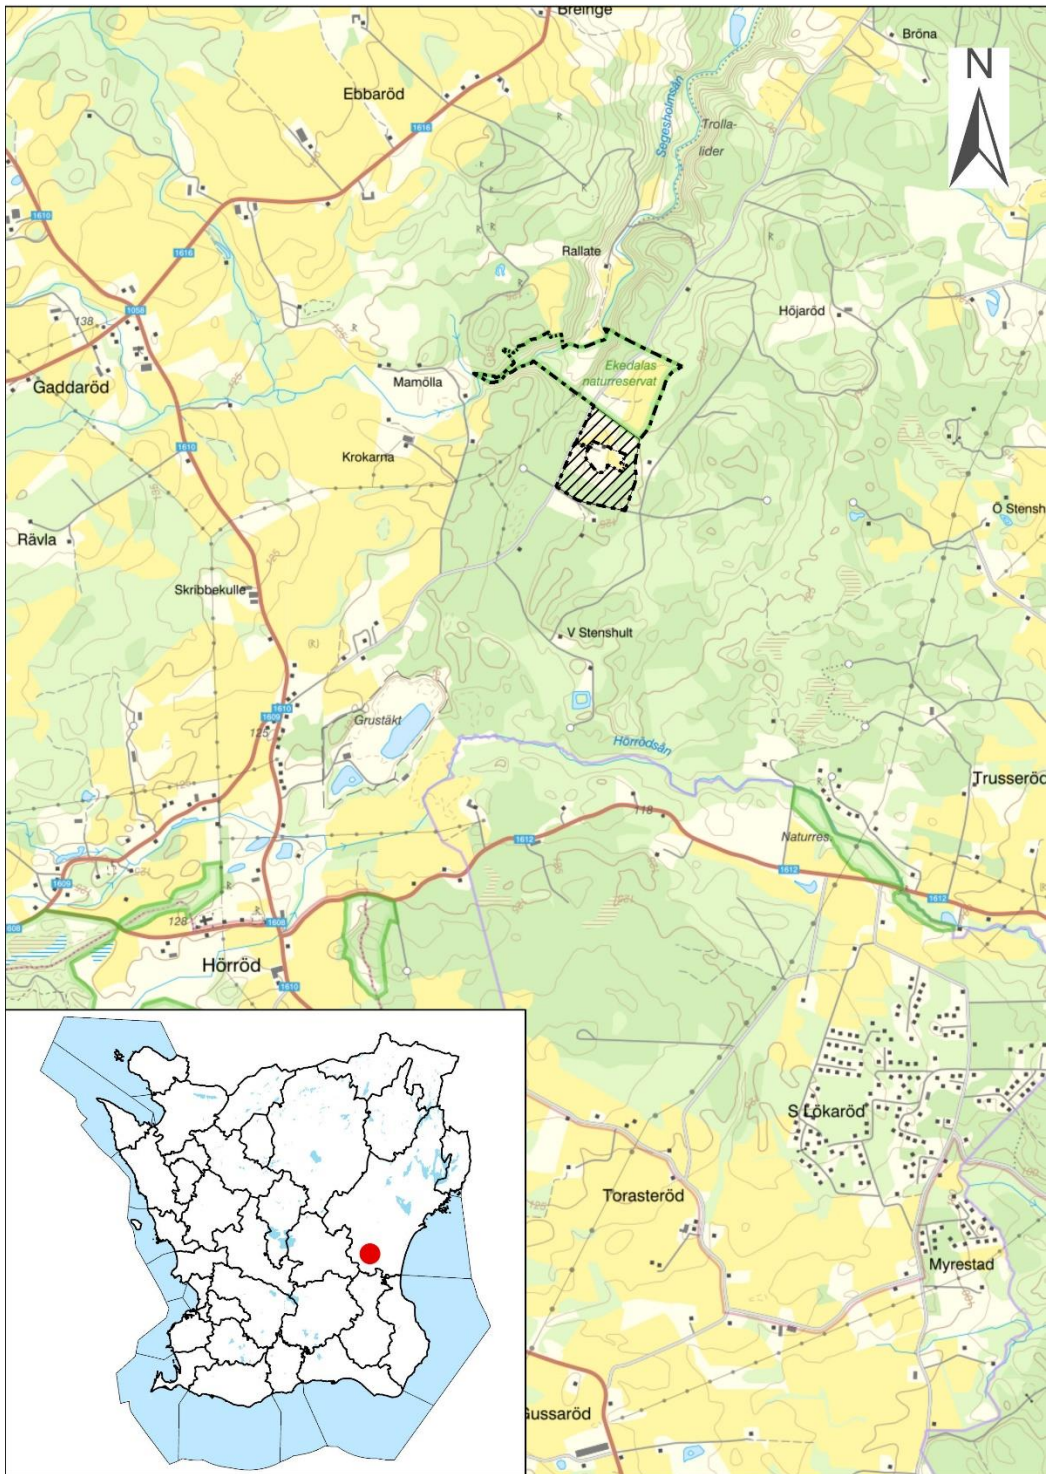 Breinge
Bröna
N
Ebbaröd
1616
Segesholmsån
Trolla-
lider
1610
1616
Rallate
1058
138
Höjaröd
Gaddaröd
Mamölla
Ekedalas
naturreservat
1610
Krokarna
Ö Stensh
Rävla
Skribbekulle
(R)
V Stenshult
1610
1609
125
Grustäkt
Hörrödsån
Trusseröd
118
1612
Naturres.
1612
1609
1612
1608
128
1608
Hörröd
1610
S Lökaröd
Torasteröd
Myrestad
Gussaröd